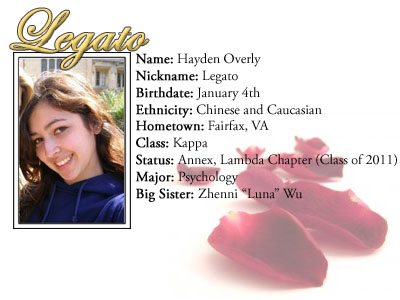 Legato
Name: Hayden Overly
Nickname: Legato
Birthdate: January 4th
Ethnicity: Chinese and Caucasian
Hometown: Fairfax, VA
Class: Kappa
Status: Annex, Lambda Chapter (Class of 2011)
Major: Psychology
Big Sister: Zhenni “Luna” Wu